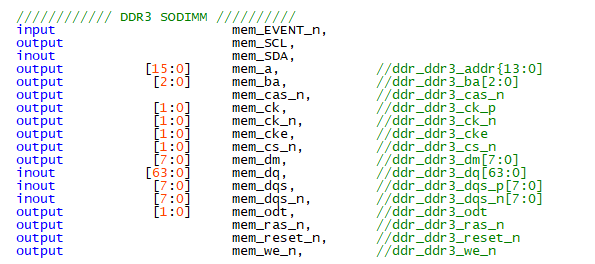 //////////// DDR3 SODIMM //////////
input mem_EVENT_n,
output mem_SCL,
inout mem_SDA,
output [15:0] mem_a, //ddr_ddr3_addr{13:0]
output [2:0] mem_ba, //ddr_ddr3_ba[2:0]
output mem_cas_n, //ddr_ddr3_cas_n
output [1:0] mem_ck, //ddr_ddr3_ck_p
output [1:0] mem_ck_n, //ddr_ddr3_ck_n
output [1:0] mem_cke, //ddr_ddr3_cke
output [1:0] mem_cs_n, //ddr_ddr3_cs_n
output [7:0] mem_dm, //ddr_ddr3_dm[7:0]
inout [63:0] mem_dq, //ddr_ddr3_dq[63:0]
inout [7:0] mem_dqs, //ddr_ddr3_dqs_p[7:0]
inout [7:0] mem_dqs_n, //ddr_ddr3_dqs_n[7:0]
output [1:0] mem_odt, //ddr_ddr3_odt
output mem_ras_n, //ddr_ddr3_ras_n
output mem_reset_n, //ddr_ddr3_reset_n
output mem_we_n, //ddr_ddr3_we_n